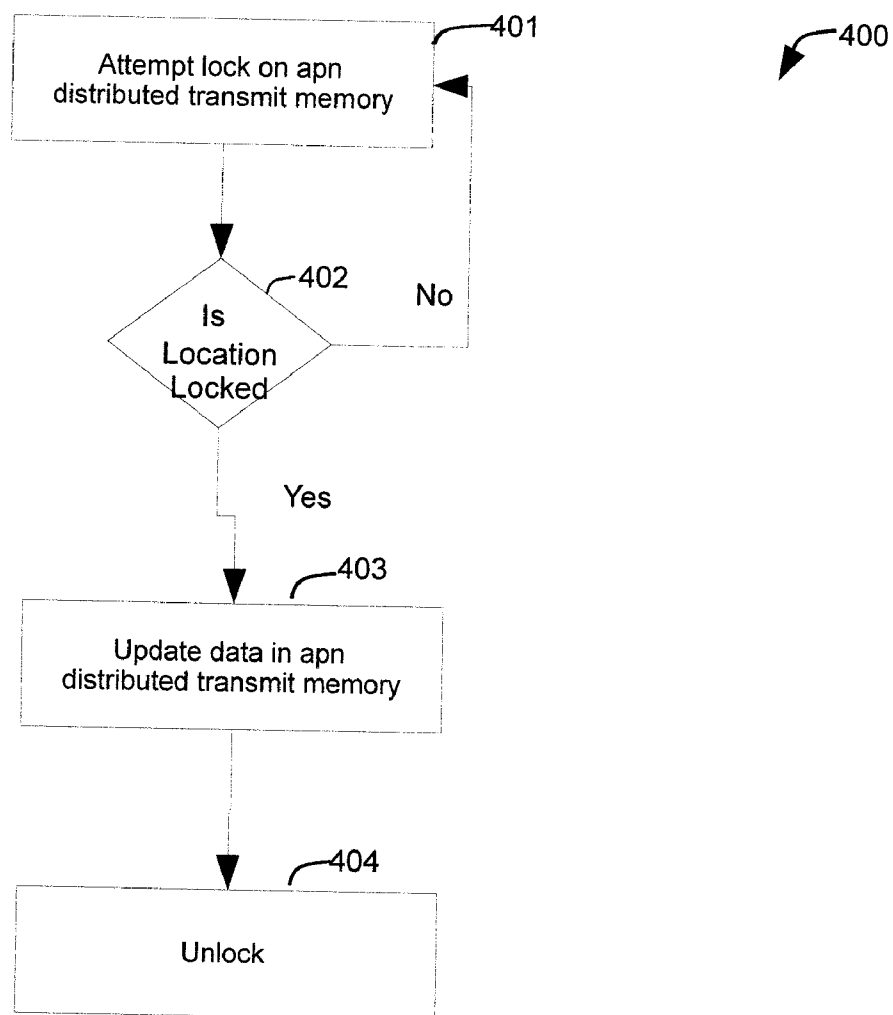 401
400
Attempt lock on apn
distributed transmit memory
402
No
Is
Location
Locked
Yes
403
Update data in apn
distributed transmit memory
404
Unlock